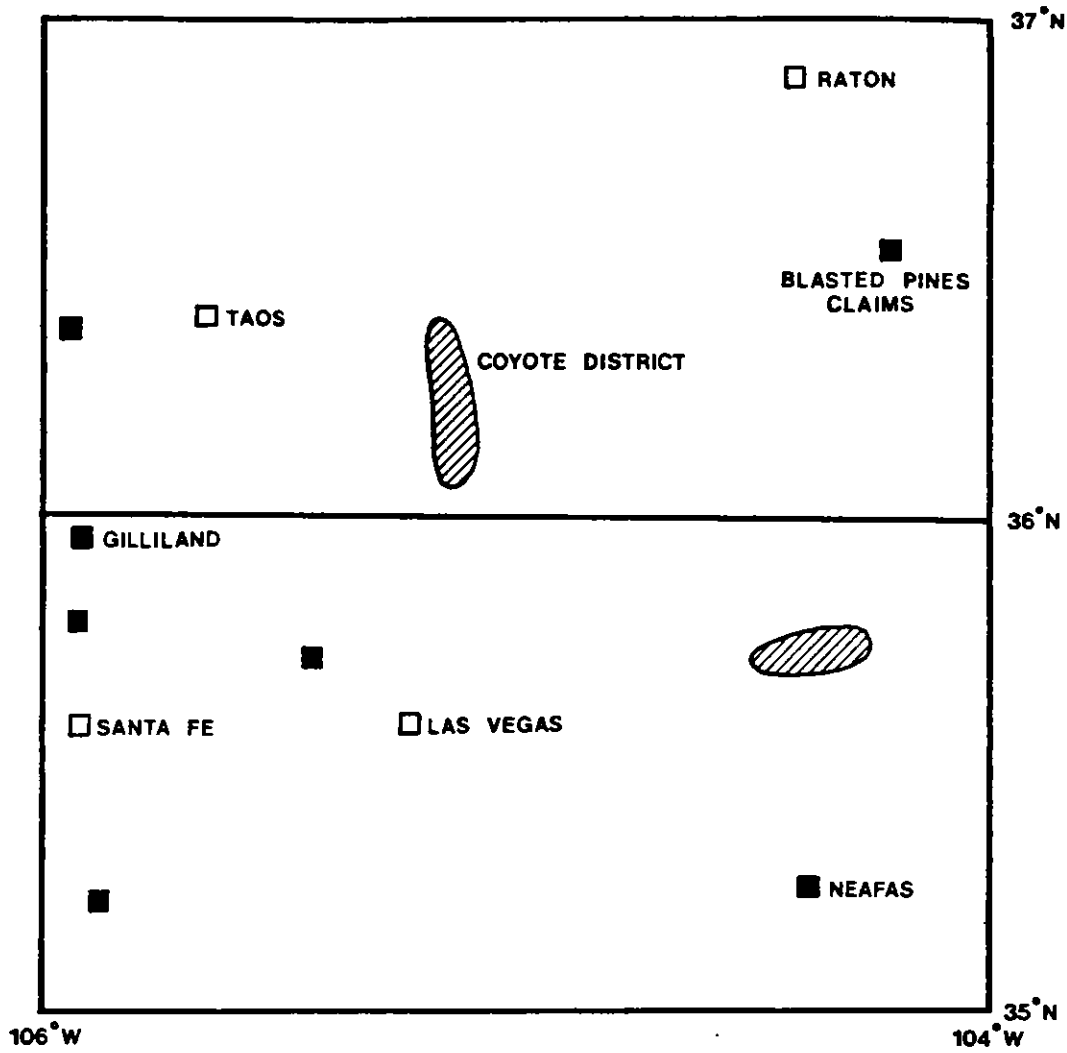 37°N
RATON
BLASTED PINES
CLAIMS
TAOS
COYOTE DISTRICT
36°N
GILLILAND
SANTA FE
LAS VEGAS
NEAFAS
35°N
106°W
104°W